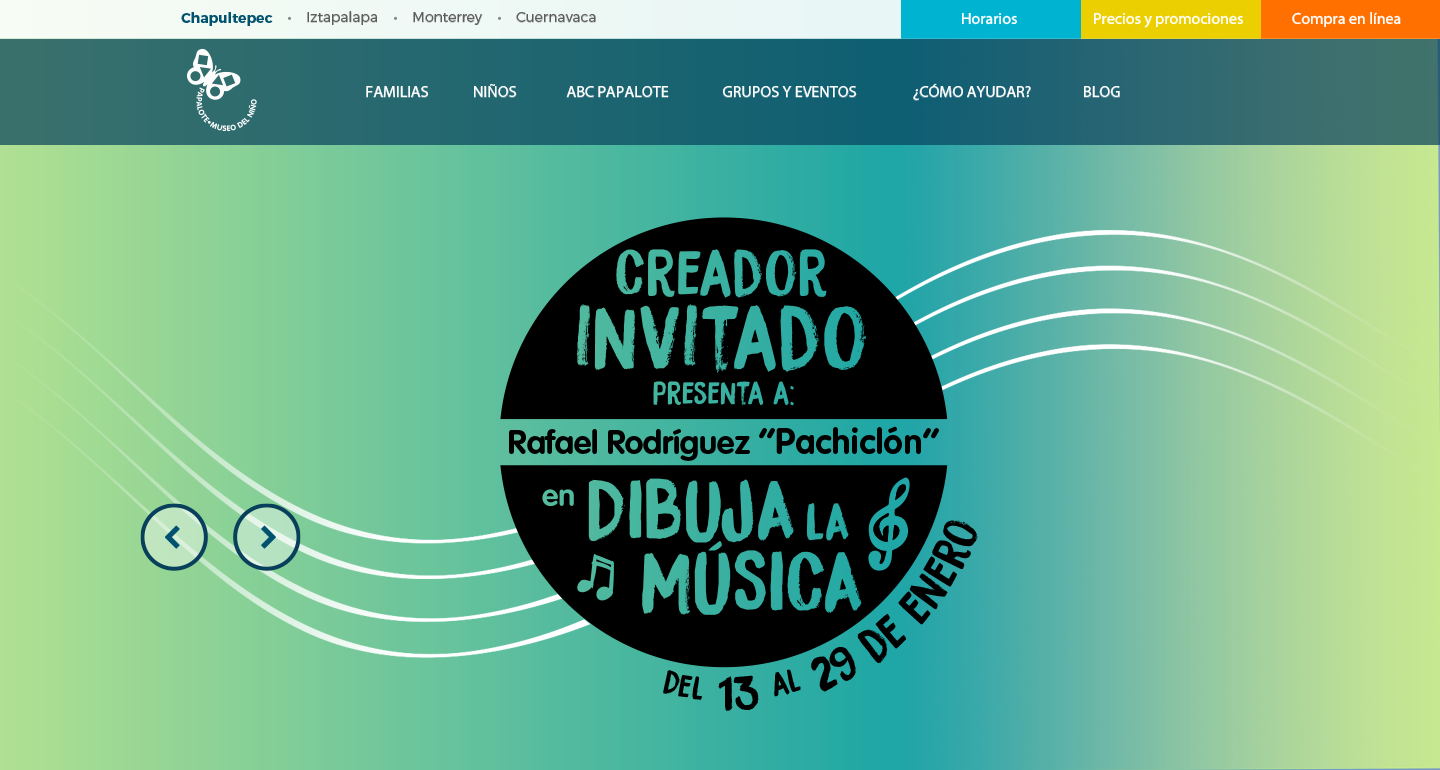 Chapultepec • Iztapalapa • Monterrey • Cuernavaca
Horarios
Precios y promociones
Compra en línea
PAPALOTE•MUSEO DEL NIÑO
FAMILIAS
NIÑOS
ABC PAPALOTE
GRUPOS Y EVENTOS
¿CÓMO AYUDAR?
BLOG
CREADOR
INVITADO
PRESENTA A:
Rafael Rodríguez "Pachiclón"
en DIBUJA LA
MÚSICA
DEL 13 AL 29 DE ENERO